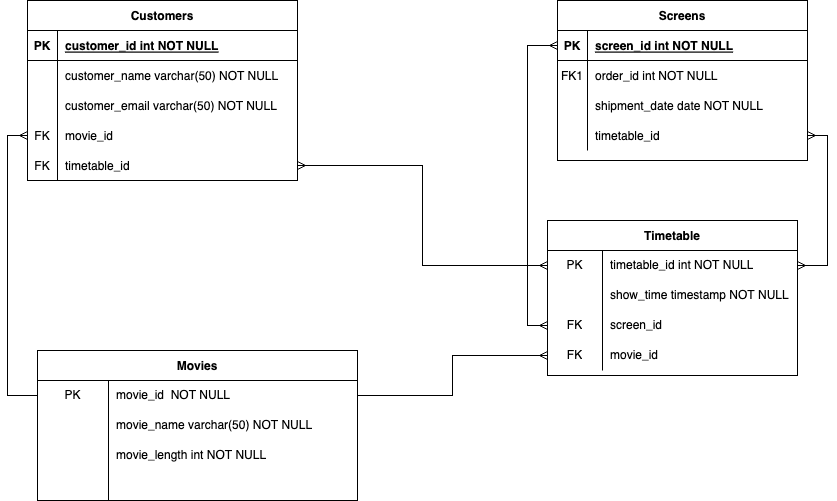 Customers
PK customer_id int NOT NULL
customer_name varchar(50) NOT NULL
customer_email varchar(50) NOT NULL
FK movie_id
FK timetable_id
Screens
PK screen_id int NOT NULL
FK1 order_id int NOT NULL
shipment_date date NOT NULL
timetable_id
Timetable
PK timetable_id int NOT NULL
show_time timestamp NOT NULL
FK screen_id
FK movie_id
Movies
PK movie_id  NOT NULL
movie_name varchar(50) NOT NULL
movie_length int NOT NULL